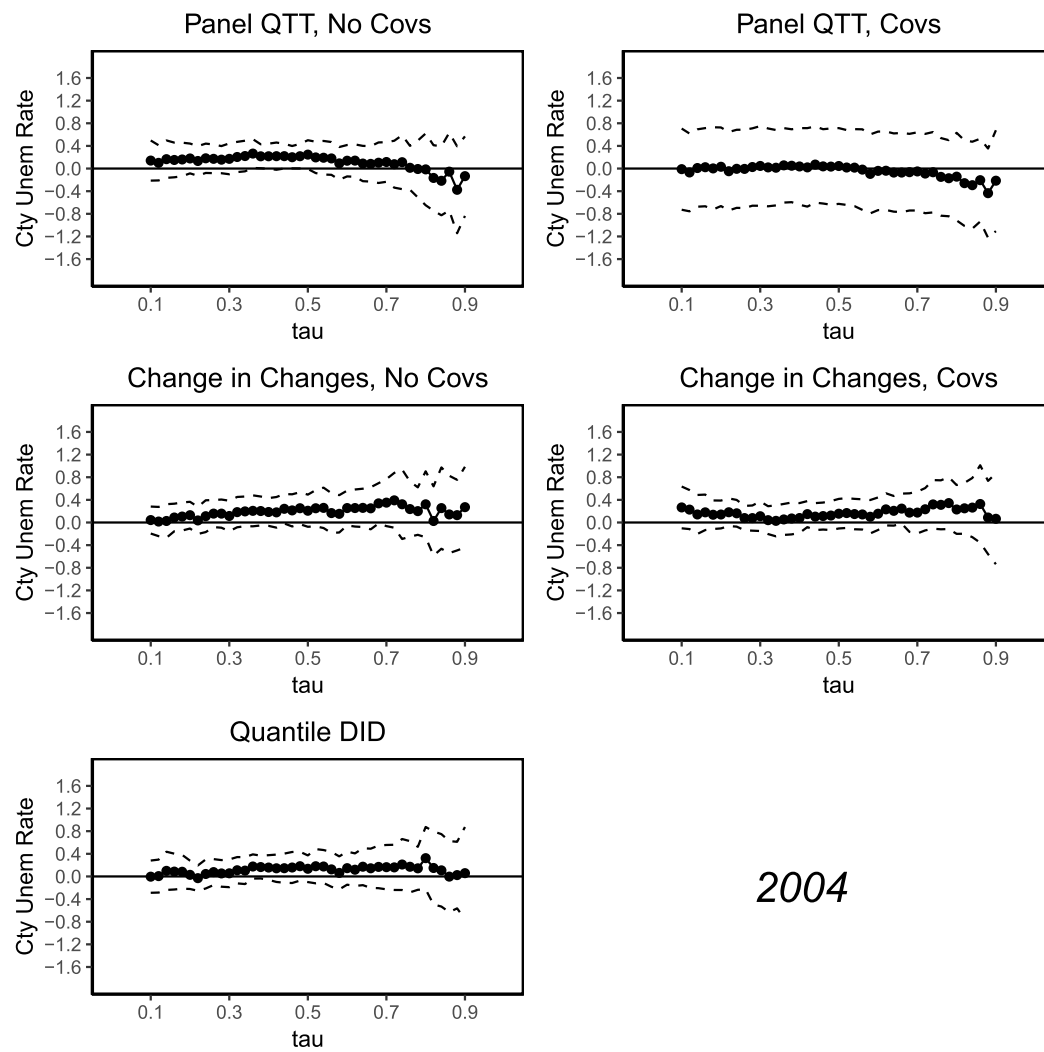 Panel QTT, No Covs
Cty Unem Rate
1.6
1.2
0.8
0.4
0.0
−0.4
−0.8
−1.2
−1.6
0.1 0.3 0.5 0.7 0.9
tau
Panel QTT, Covs
Cty Unem Rate
1.6
1.2
0.8
0.4
0.0
−0.4
−0.8
−1.2
−1.6
0.1 0.3 0.5 0.7 0.9
tau
Change in Changes, No Covs
Cty Unem Rate
1.6
1.2
0.8
0.4
0.0
−0.4
−0.8
−1.2
−1.6
0.1 0.3 0.5 0.7 0.9
tau
Change in Changes, Covs
Cty Unem Rate
1.6
1.2
0.8
0.4
0.0
−0.4
−0.8
−1.2
−1.6
0.1 0.3 0.5 0.7 0.9
tau
Quantile DID
Cty Unem Rate
1.6
1.2
0.8
0.4
0.0
−0.4
−0.8
−1.2
−1.6
0.1 0.3 0.5 0.7 0.9
tau
2004